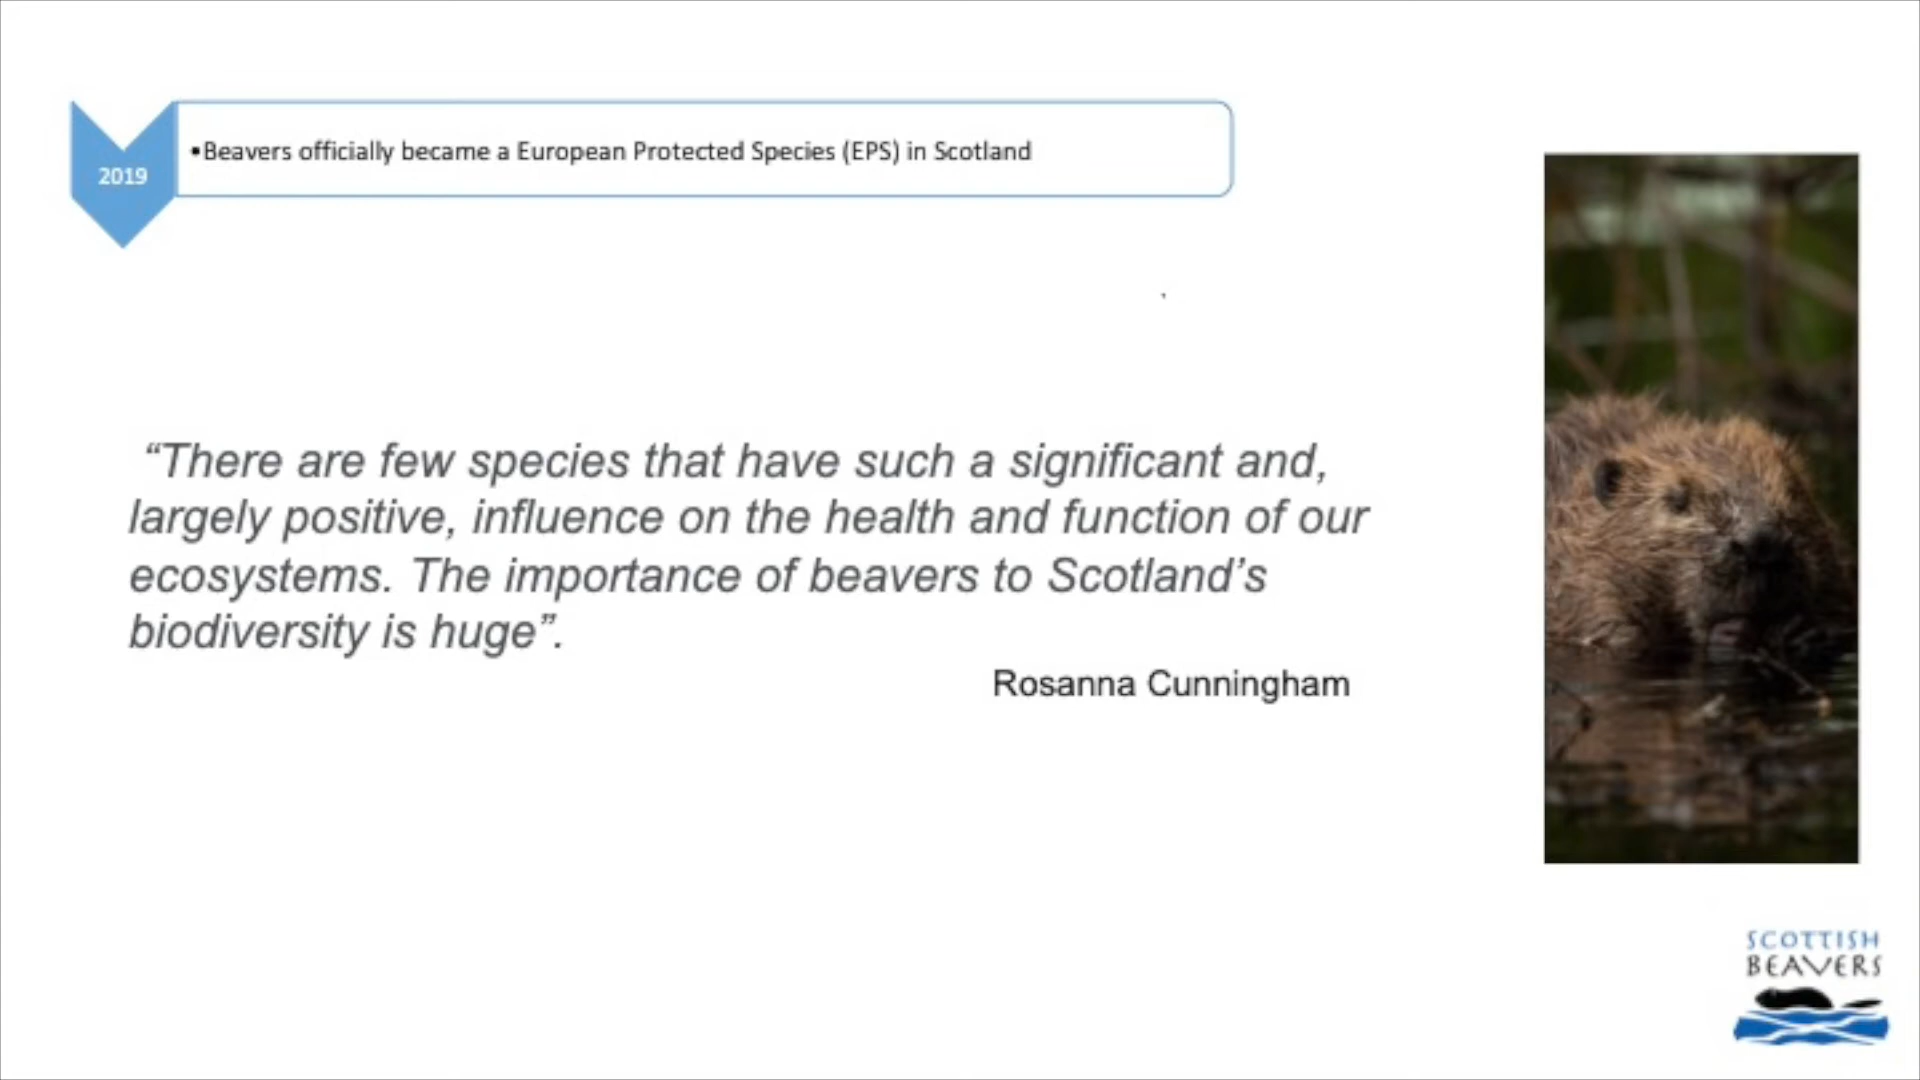 2019
•Beavers officially became a European Protected Species (EPS) in Scotland
“There are few species that have such a significant and,
largely positive, influence on the health and function of our
ecosystems. The importance of beavers to Scotland’s
biodiversity is huge”.
Rosanna Cunningham
SCOTTISH
BEAVERS